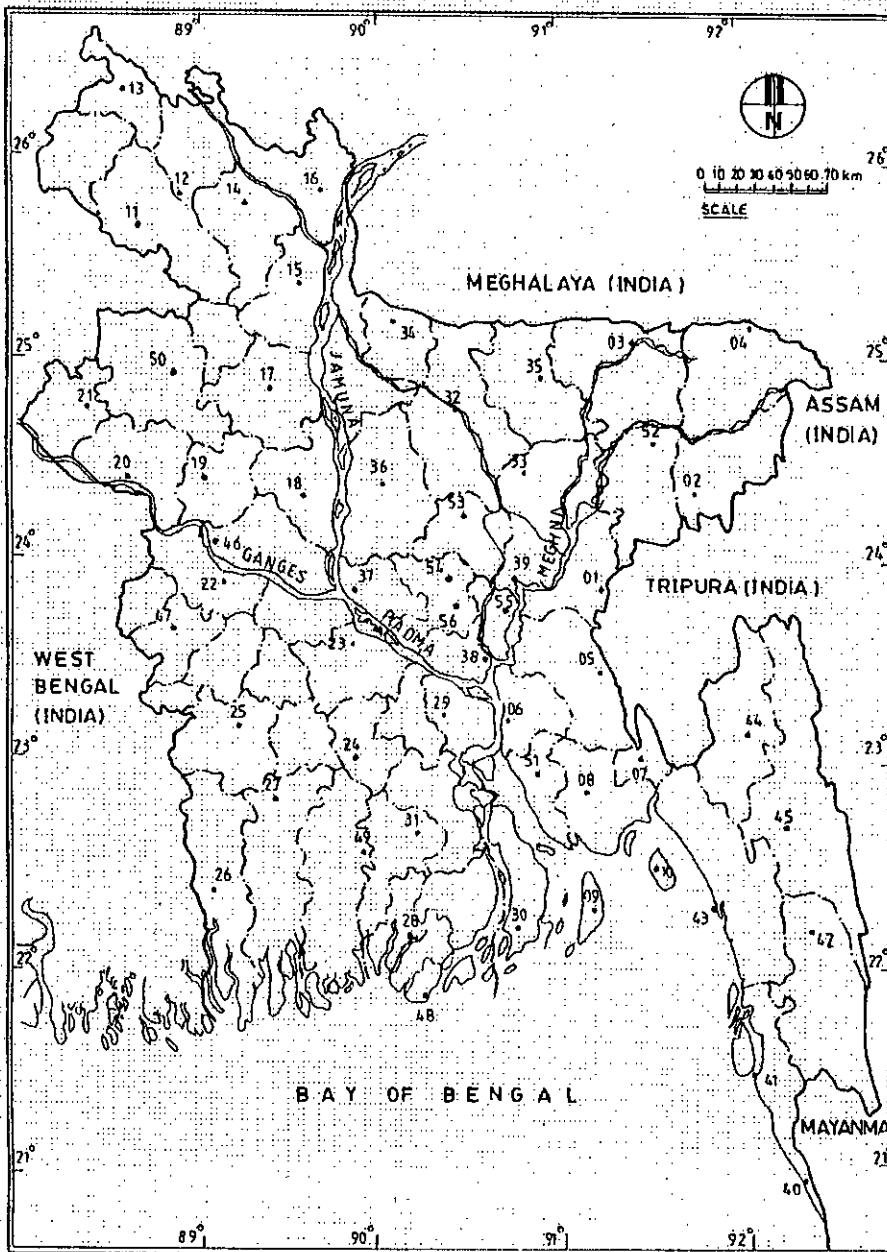 89° 90° 91° 92°
13
N
26° 26°
0 10 20 30 40 50 60 70 km
SCALE
12 14 16
11
15
MEGHALAYA (INDIA)
34 03 04
25° 25°
50 JAMUNA 35
17
21 32 ASSAM
(INDIA)
52
20 19 33
18 36 02
53
MEGHNA
24° 24°
46 GANGES 39
22 37 54 01 TRIPURA (INDIA)
56 55
47 PADMA
23 38
WEST
BENGAL
(INDIA)
05
25 29 06
44
23° 23°
24 51 07
27 08
31 45
49
26 09
28 30 43
42
22° 22°
48
41
BAY OF BENGAL
MAYANMA
21° 21°
40
89° 90° 91° 92°